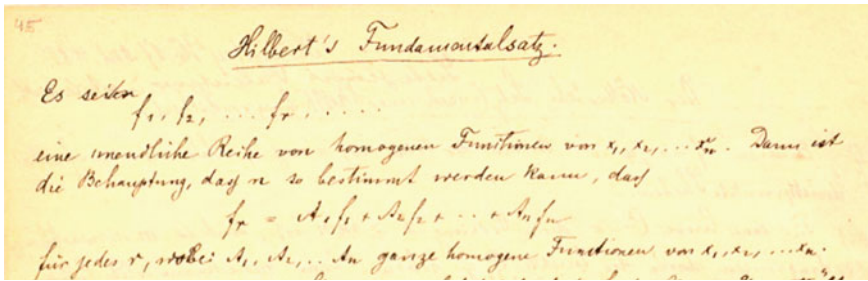 45
Hilbert's Fundamentalsatz.
Es seien
f₁, f₂, .... fᵣ, .....
eine unendliche Reihe von homogenen Functionen von x₁, x₂, ... xₙ. Dann ist
die Behauptung, daß n so bestimmt werden kann, daß
fᵣ = A₁f₁ + A₂f₂ + ... + Aₙfₙ
für jedes r, wobei A₁, A₂, .. Aₙ ganze homogene Functionen von x₁, x₂, ... xₙ.